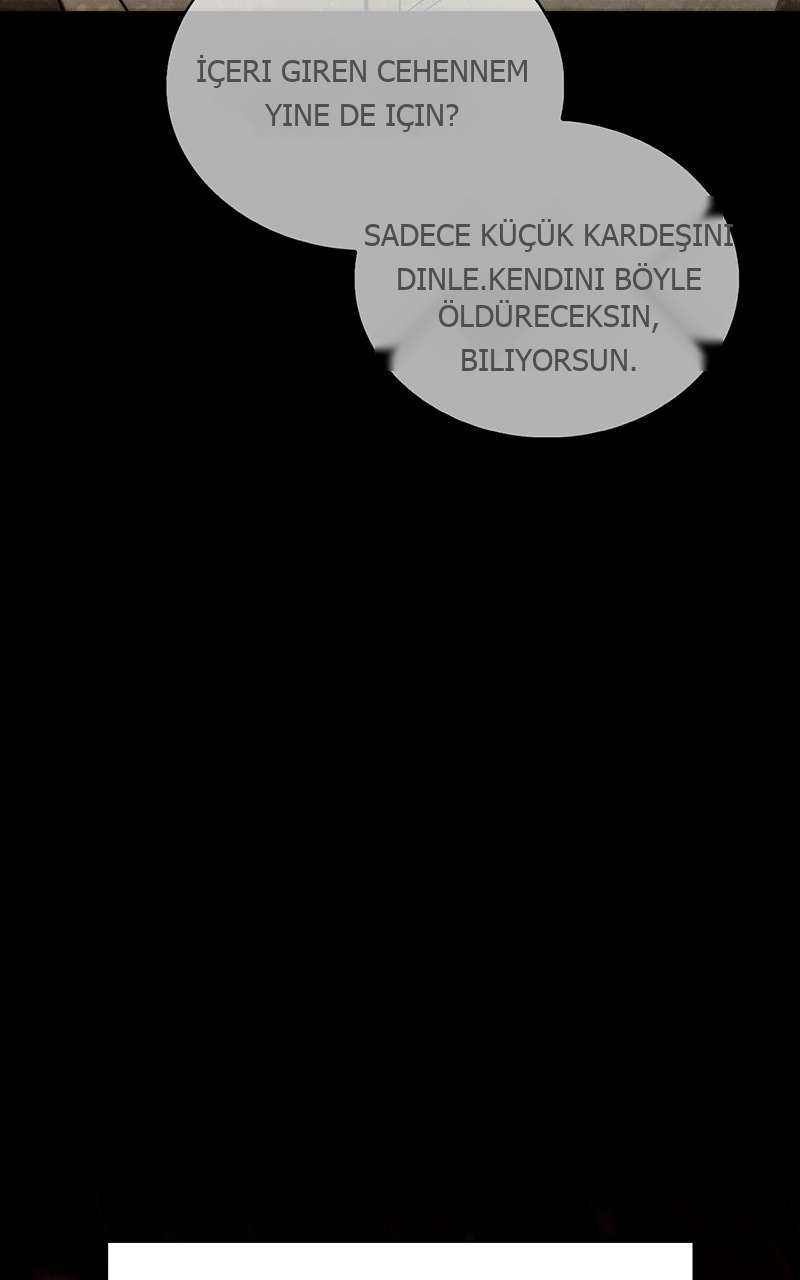 İÇERI GIREN CEHENNEM
YINE DE IÇIN?
SADECE KÜÇÜK KARDEŞINI
DINLE.KENDINI BÖYLE
ÖLDÜRECEKSIN,
BILIYORSUN.